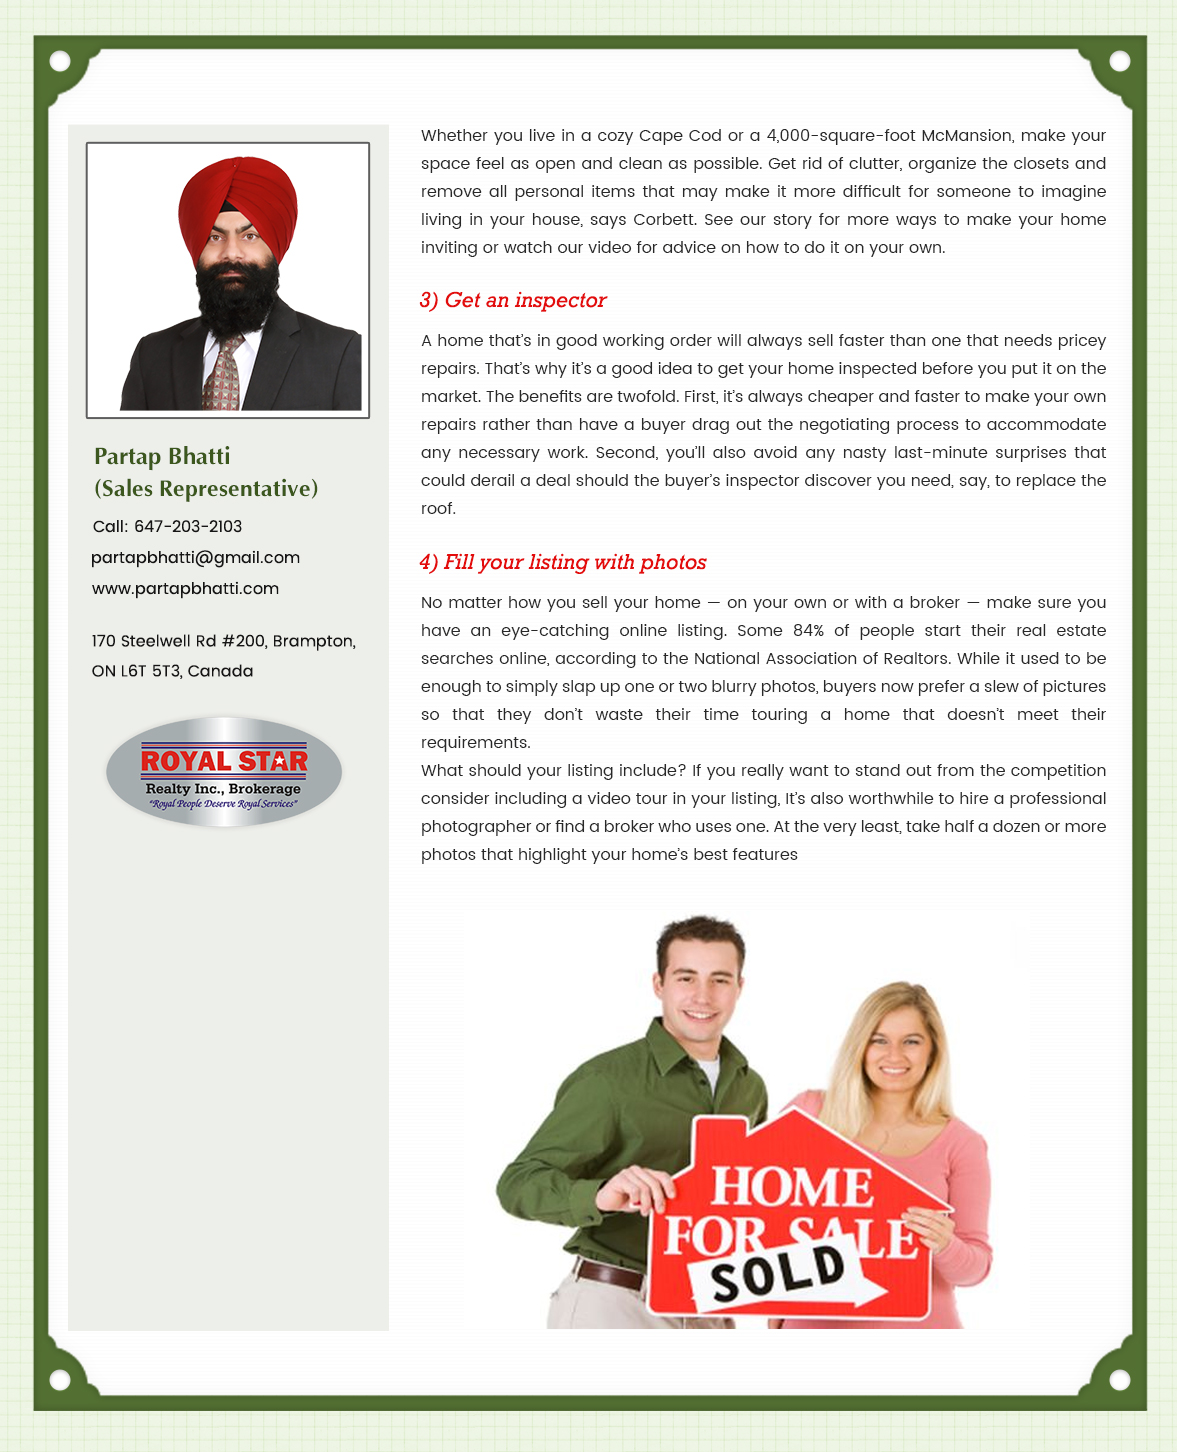 Partap Bhatti
(Sales Representative)
Call: 647-203-2103
partapbhatti@gmail.com
www.partapbhatti.com
170 Steelwell Rd #200, Brampton,
ON L6T 5T3, Canada
ROYAL STAR
Realty Inc., Brokerage
"Royal People Deserve Royal Services"
Whether you live in a cozy Cape Cod or a 4,000-square-foot McMansion, make your
space feel as open and clean as possible. Get rid of clutter, organize the closets and
remove all personal items that may make it more difficult for someone to imagine
living in your house, says Corbett. See our story for more ways to make your home
inviting or watch our video for advice on how to do it on your own.
3) Get an inspector
A home that’s in good working order will always sell faster than one that needs pricey
repairs. That’s why it’s a good idea to get your home inspected before you put it on the
market. The benefits are twofold. First, it’s always cheaper and faster to make your own
repairs rather than have a buyer drag out the negotiating process to accommodate
any necessary work. Second, you’ll also avoid any nasty last-minute surprises that
could derail a deal should the buyer’s inspector discover you need, say, to replace the
roof.
4) Fill your listing with photos
No matter how you sell your home — on your own or with a broker — make sure you
have an eye-catching online listing. Some 84% of people start their real estate
searches online, according to the National Association of Realtors. While it used to be
enough to simply slap up one or two blurry photos, buyers now prefer a slew of pictures
so that they don’t waste their time touring a home that doesn’t meet their
requirements.
What should your listing include? If you really want to stand out from the competition
consider including a video tour in your listing, It’s also worthwhile to hire a professional
photographer or find a broker who uses one. At the very least, take half a dozen or more
photos that highlight your home’s best features
HOME
FOR SALE
SOLD